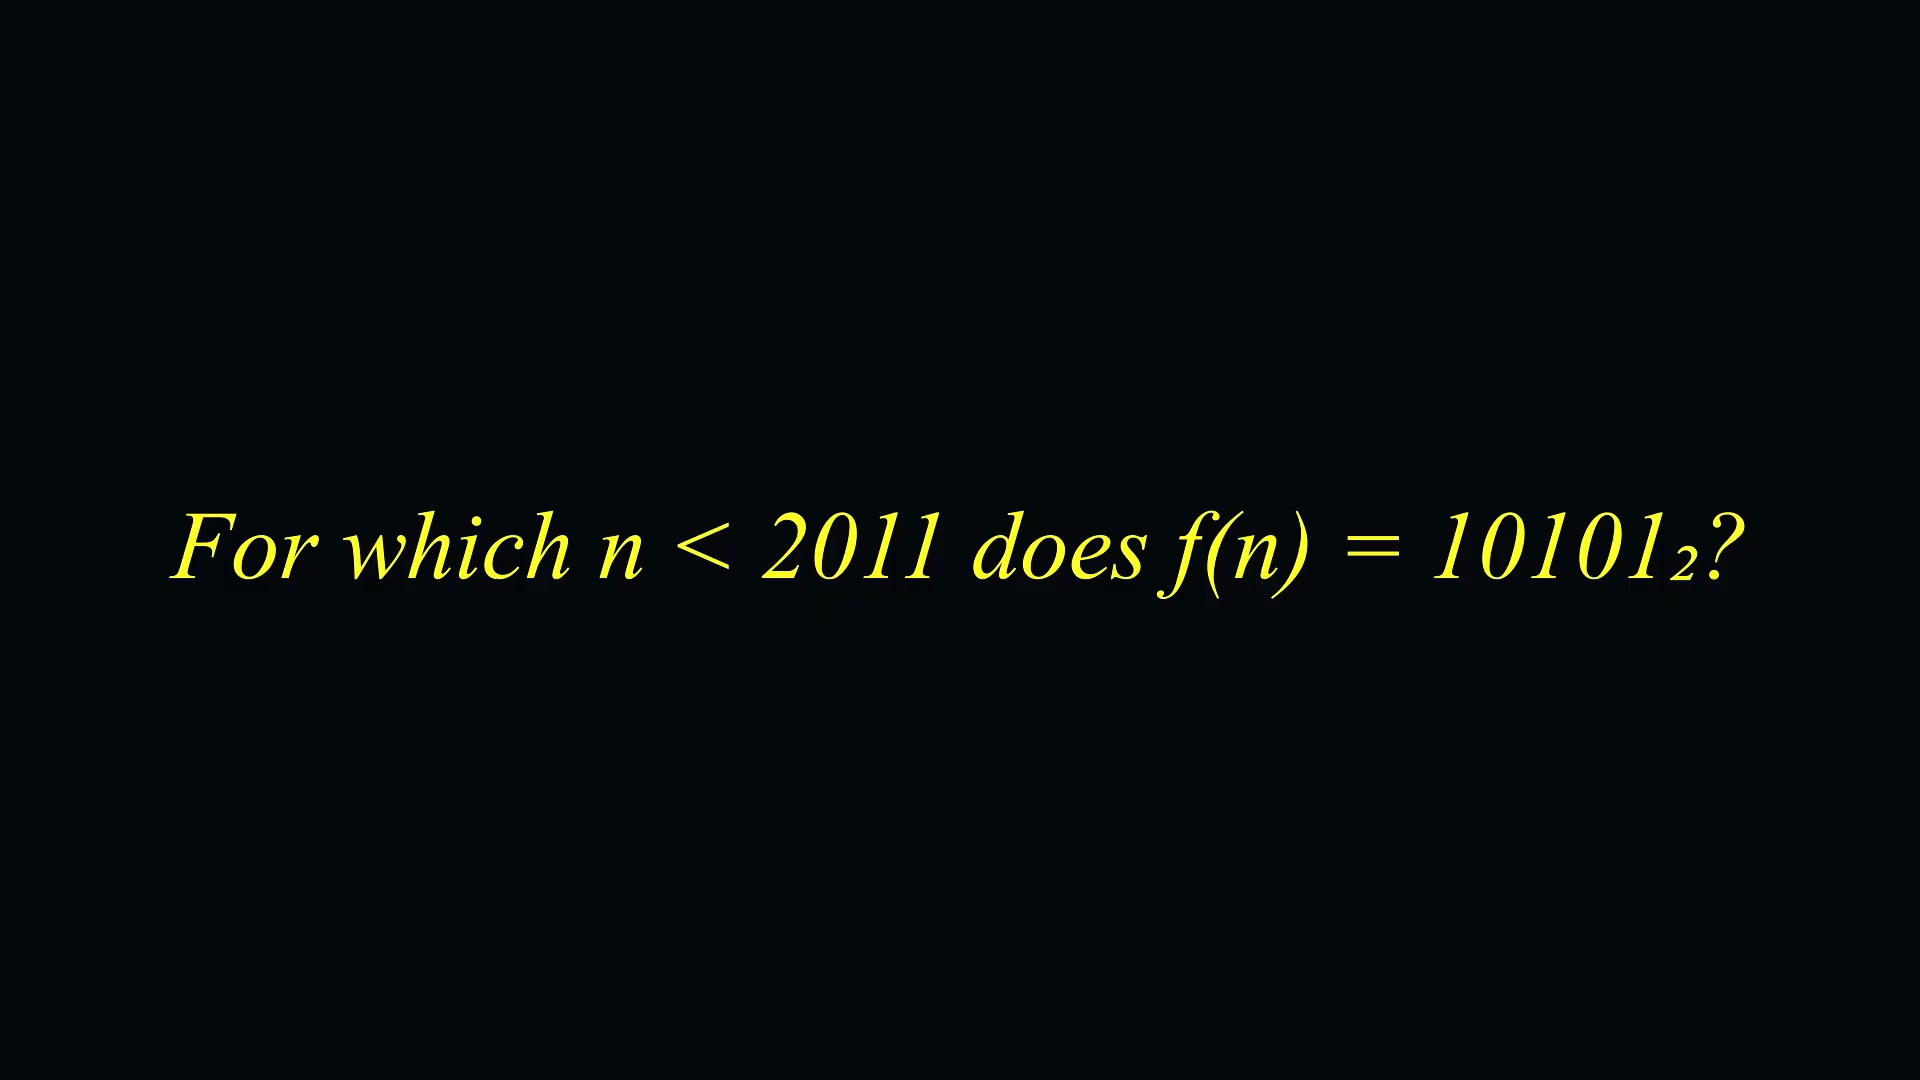 For which n < 2011 does f(n) = 10101₂?